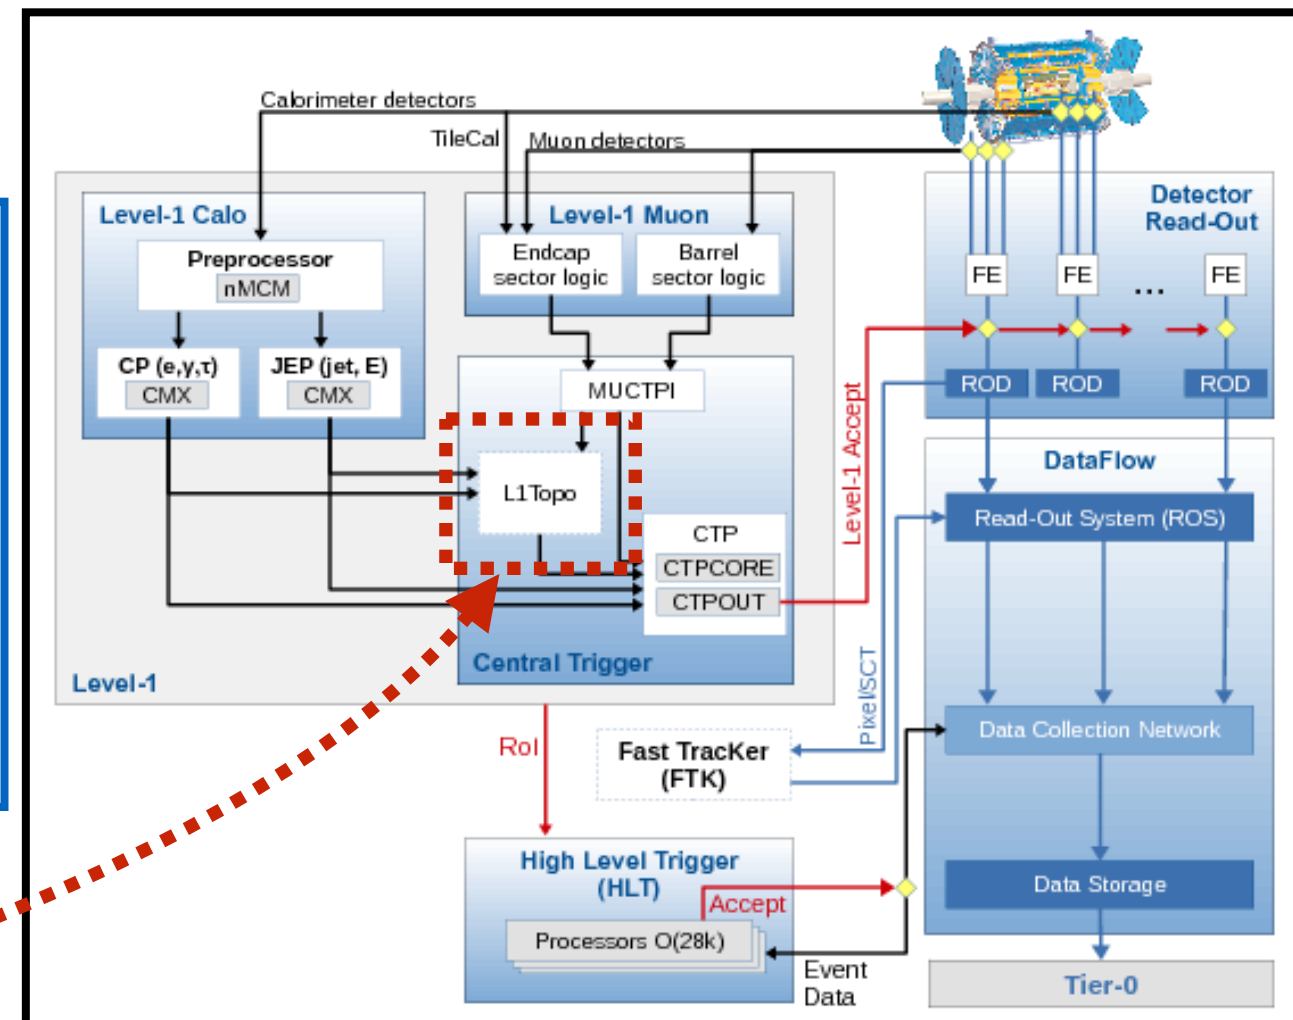 Calorimeter detectors
TileCal
Muon detectors
Level-1 Calo
Preprocessor
nMCM
CP (e,γ,τ)
CMX
JEP (jet, E)
CMX
Level-1 Muon
Endcap
sector logic
Barrel
sector logic
MUCTPI
L1Topo
CTP
CTPCORE
CTPOUT
Central Trigger
Level-1
Level-1 Accept
Detector
Read-Out
FE
FE
...
FE
ROD
ROD
ROD
DataFlow
Read-Out System (ROS)
Pixel/SCT
Data Collection Network
RoI
Fast TracKer
(FTK)
High Level Trigger
(HLT)
Accept
Processors O(28k)
Event
Data
Data Storage
Tier-0